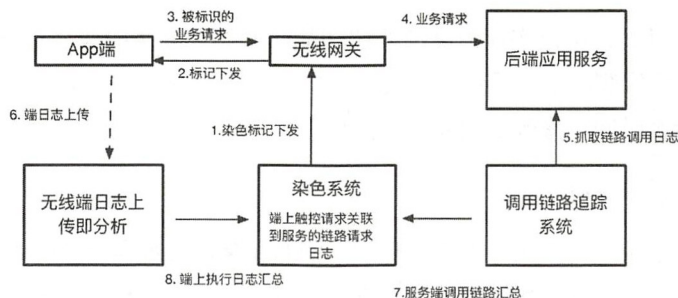 3. 被标识的
业务请求
4. 业务请求
App端
无线网关
后端应用服务
2.标记下发
6. 端日志上传
1.染色标记下发
5.抓取链路调用日志
无线端日志上
传即分析
染色系统
端上触控请求关联
到服务的链路请求
日志
调用链路追踪
系统
8. 端上执行日志汇总
7.服务端调用链路汇总